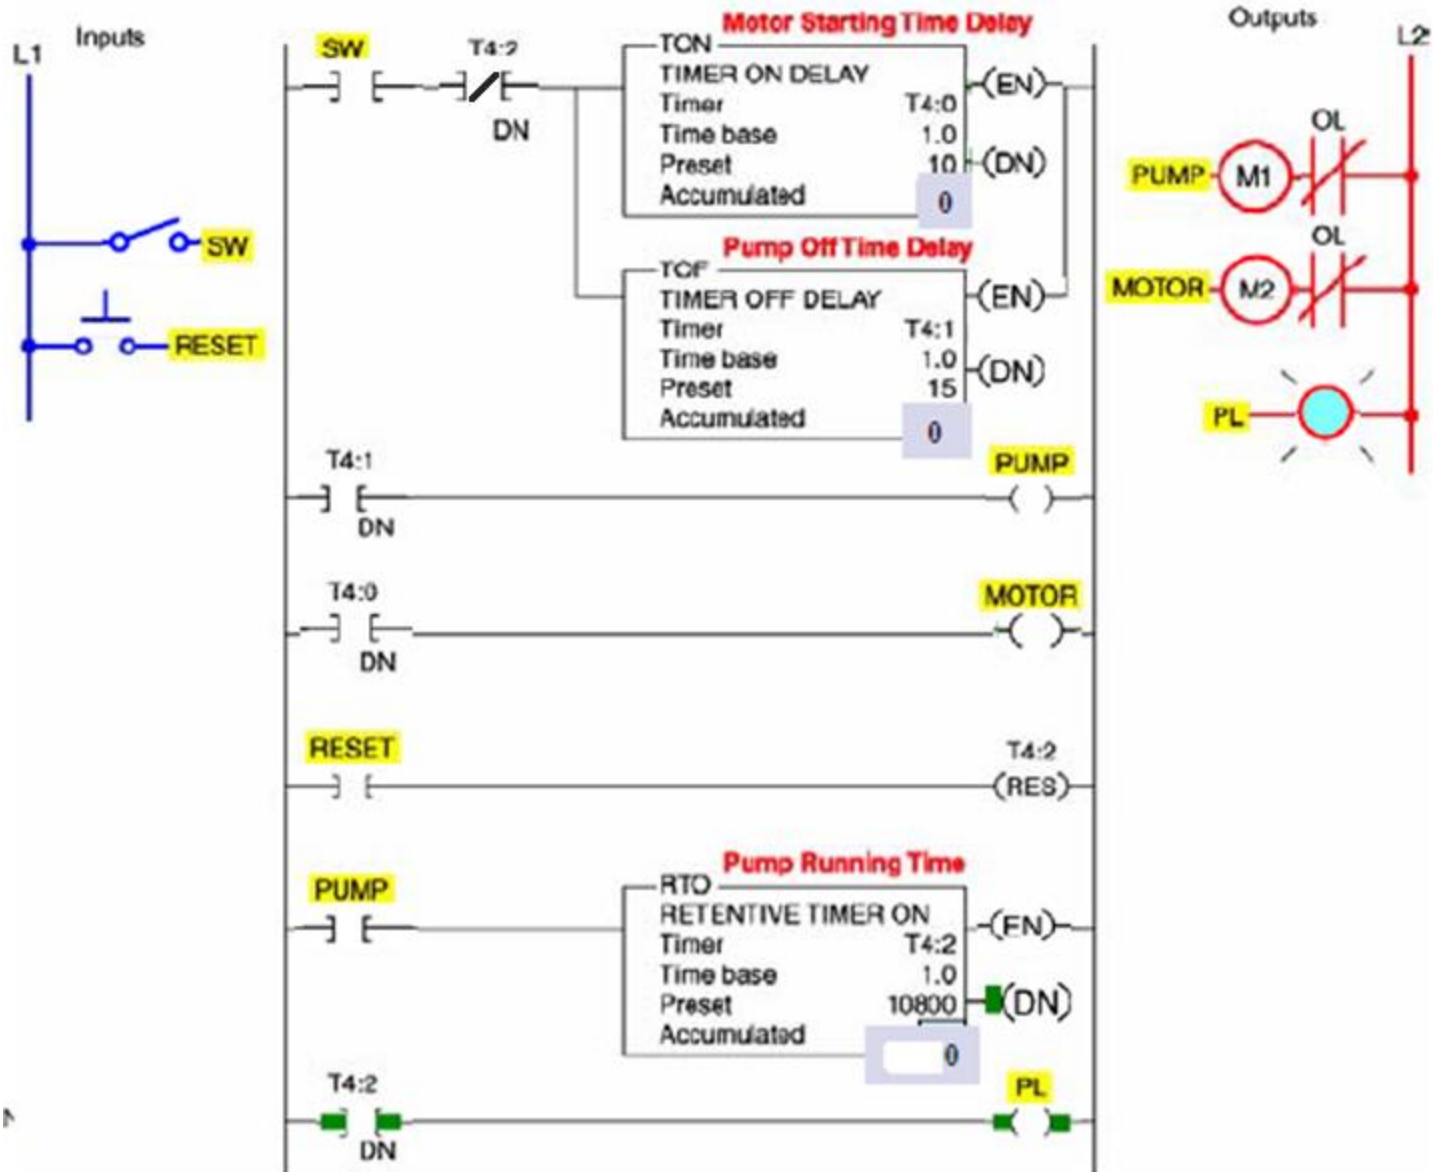 Inputs
L1
SW
RESET
SW
T4:2
DN
Motor Starting Time Delay
TON
TIMER ON DELAY
Timer T4:0
Time base 1.0
Preset 10
Accumulated 0
(EN)
(DN)
Pump Off Time Delay
TOF
TIMER OFF DELAY
Timer T4:1
Time base 1.0
Preset 15
Accumulated 0
(EN)
(DN)
T4:1
DN
PUMP
T4:0
DN
MOTOR
RESET
T4:2
(RES)
PUMP
Pump Running Time
RTO
RETENTIVE TIMER ON
Timer T4:2
Time base 1.0
Preset 10800
Accumulated 0
(EN)
(DN)
T4:2
DN
PL
Outputs
L2
OL
PUMP M1
OL
MOTOR M2
PL